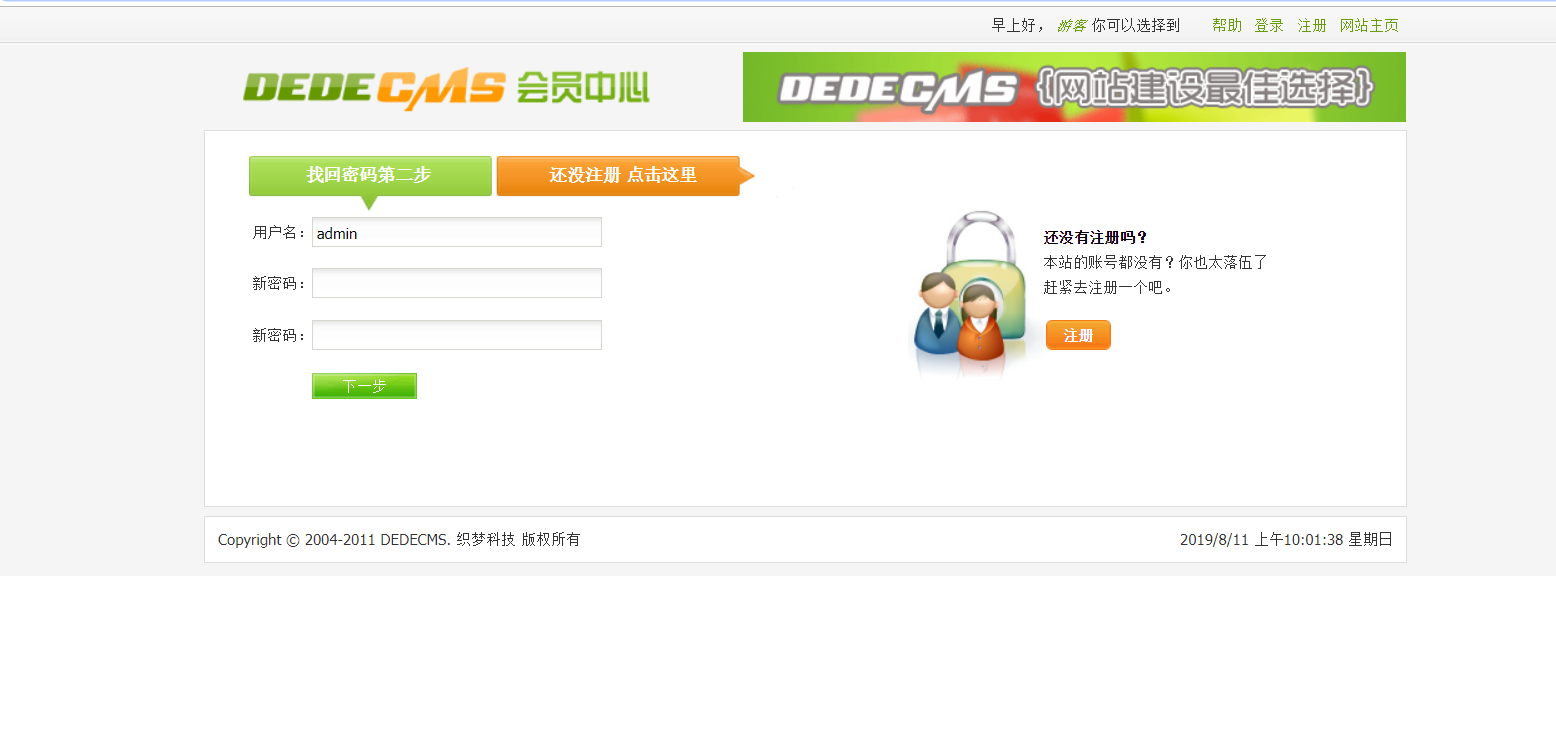 早上好， 游客 你可以选择到 帮助 登录 注册 网站主页
DEDECMS 会员中心
DEDECMS {网站建设最佳选择}
找回密码第二步
还没注册 点击这里
用户名：admin
新密码：
新密码：
下一步
还没有注册吗？
本站的账号都没有？你也太落伍了
赶紧去注册一个吧。
注册
Copyright © 2004-2011 DEDECMS. 织梦科技 版权所有
2019/8/11 上午10:01:38 星期日